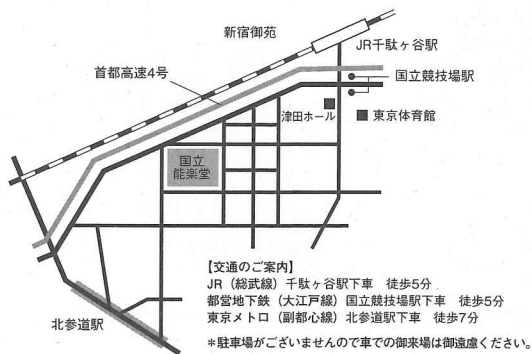 新宿御苑
JR千駄ヶ谷駅
首都高速4号
国立競技場駅
津田ホール
東京体育館
国立
能楽堂
北参道駅
【交通のご案内】
JR（総武線）千駄ヶ谷駅下車　徒歩5分
都営地下鉄（大江戸線）国立競技場駅下車　徒歩5分
東京メトロ（副都心線）北参道駅下車　徒歩7分
＊駐車場がございませんので車での御来場は御遠慮ください。